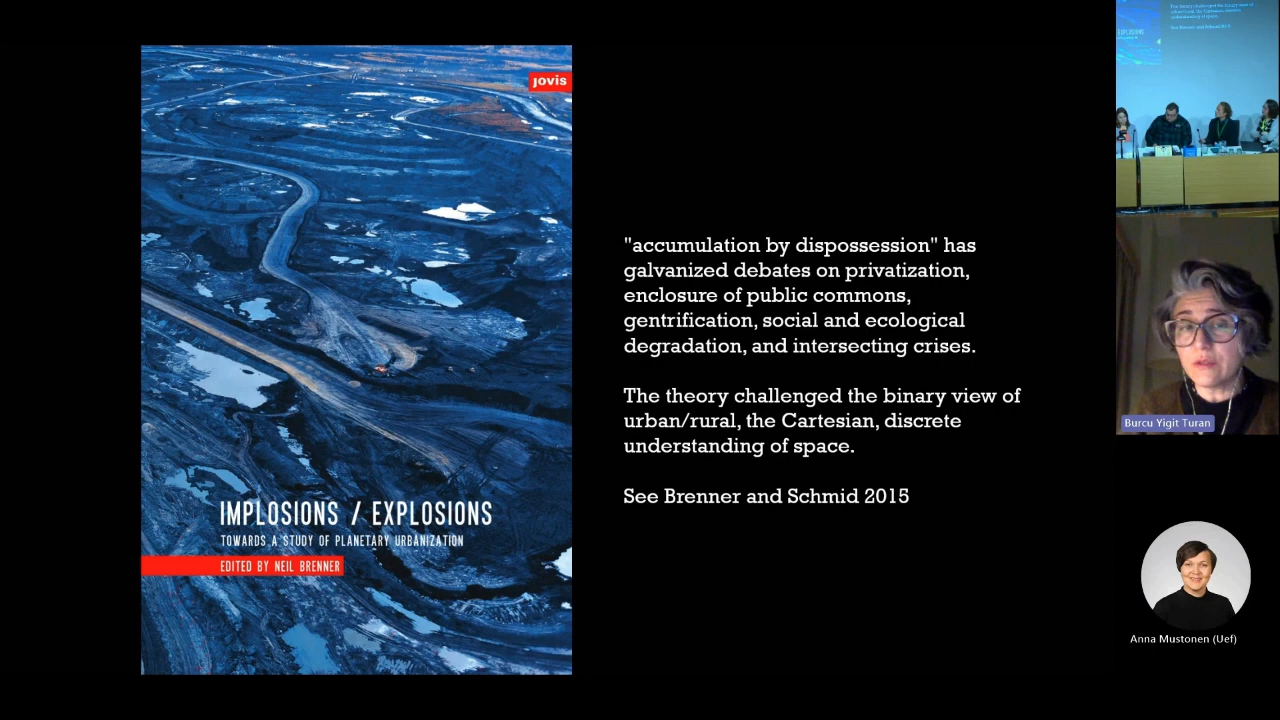 jovis
IMPLOSIONS / EXPLOSIONS
TOWARDS A STUDY OF PLANETARY URBANIZATION
EDITED BY NEIL BRENNER
"accumulation by dispossession" has
galvanized debates on privatization,
enclosure of public commons,
gentrification, social and ecological
degradation, and intersecting crises.
The theory challenged the binary view of
urban/rural, the Cartesian, discrete
understanding of space.
See Brenner and Schmid 2015
Burcu Yigit Turan
Anna Mustonen (Uef)